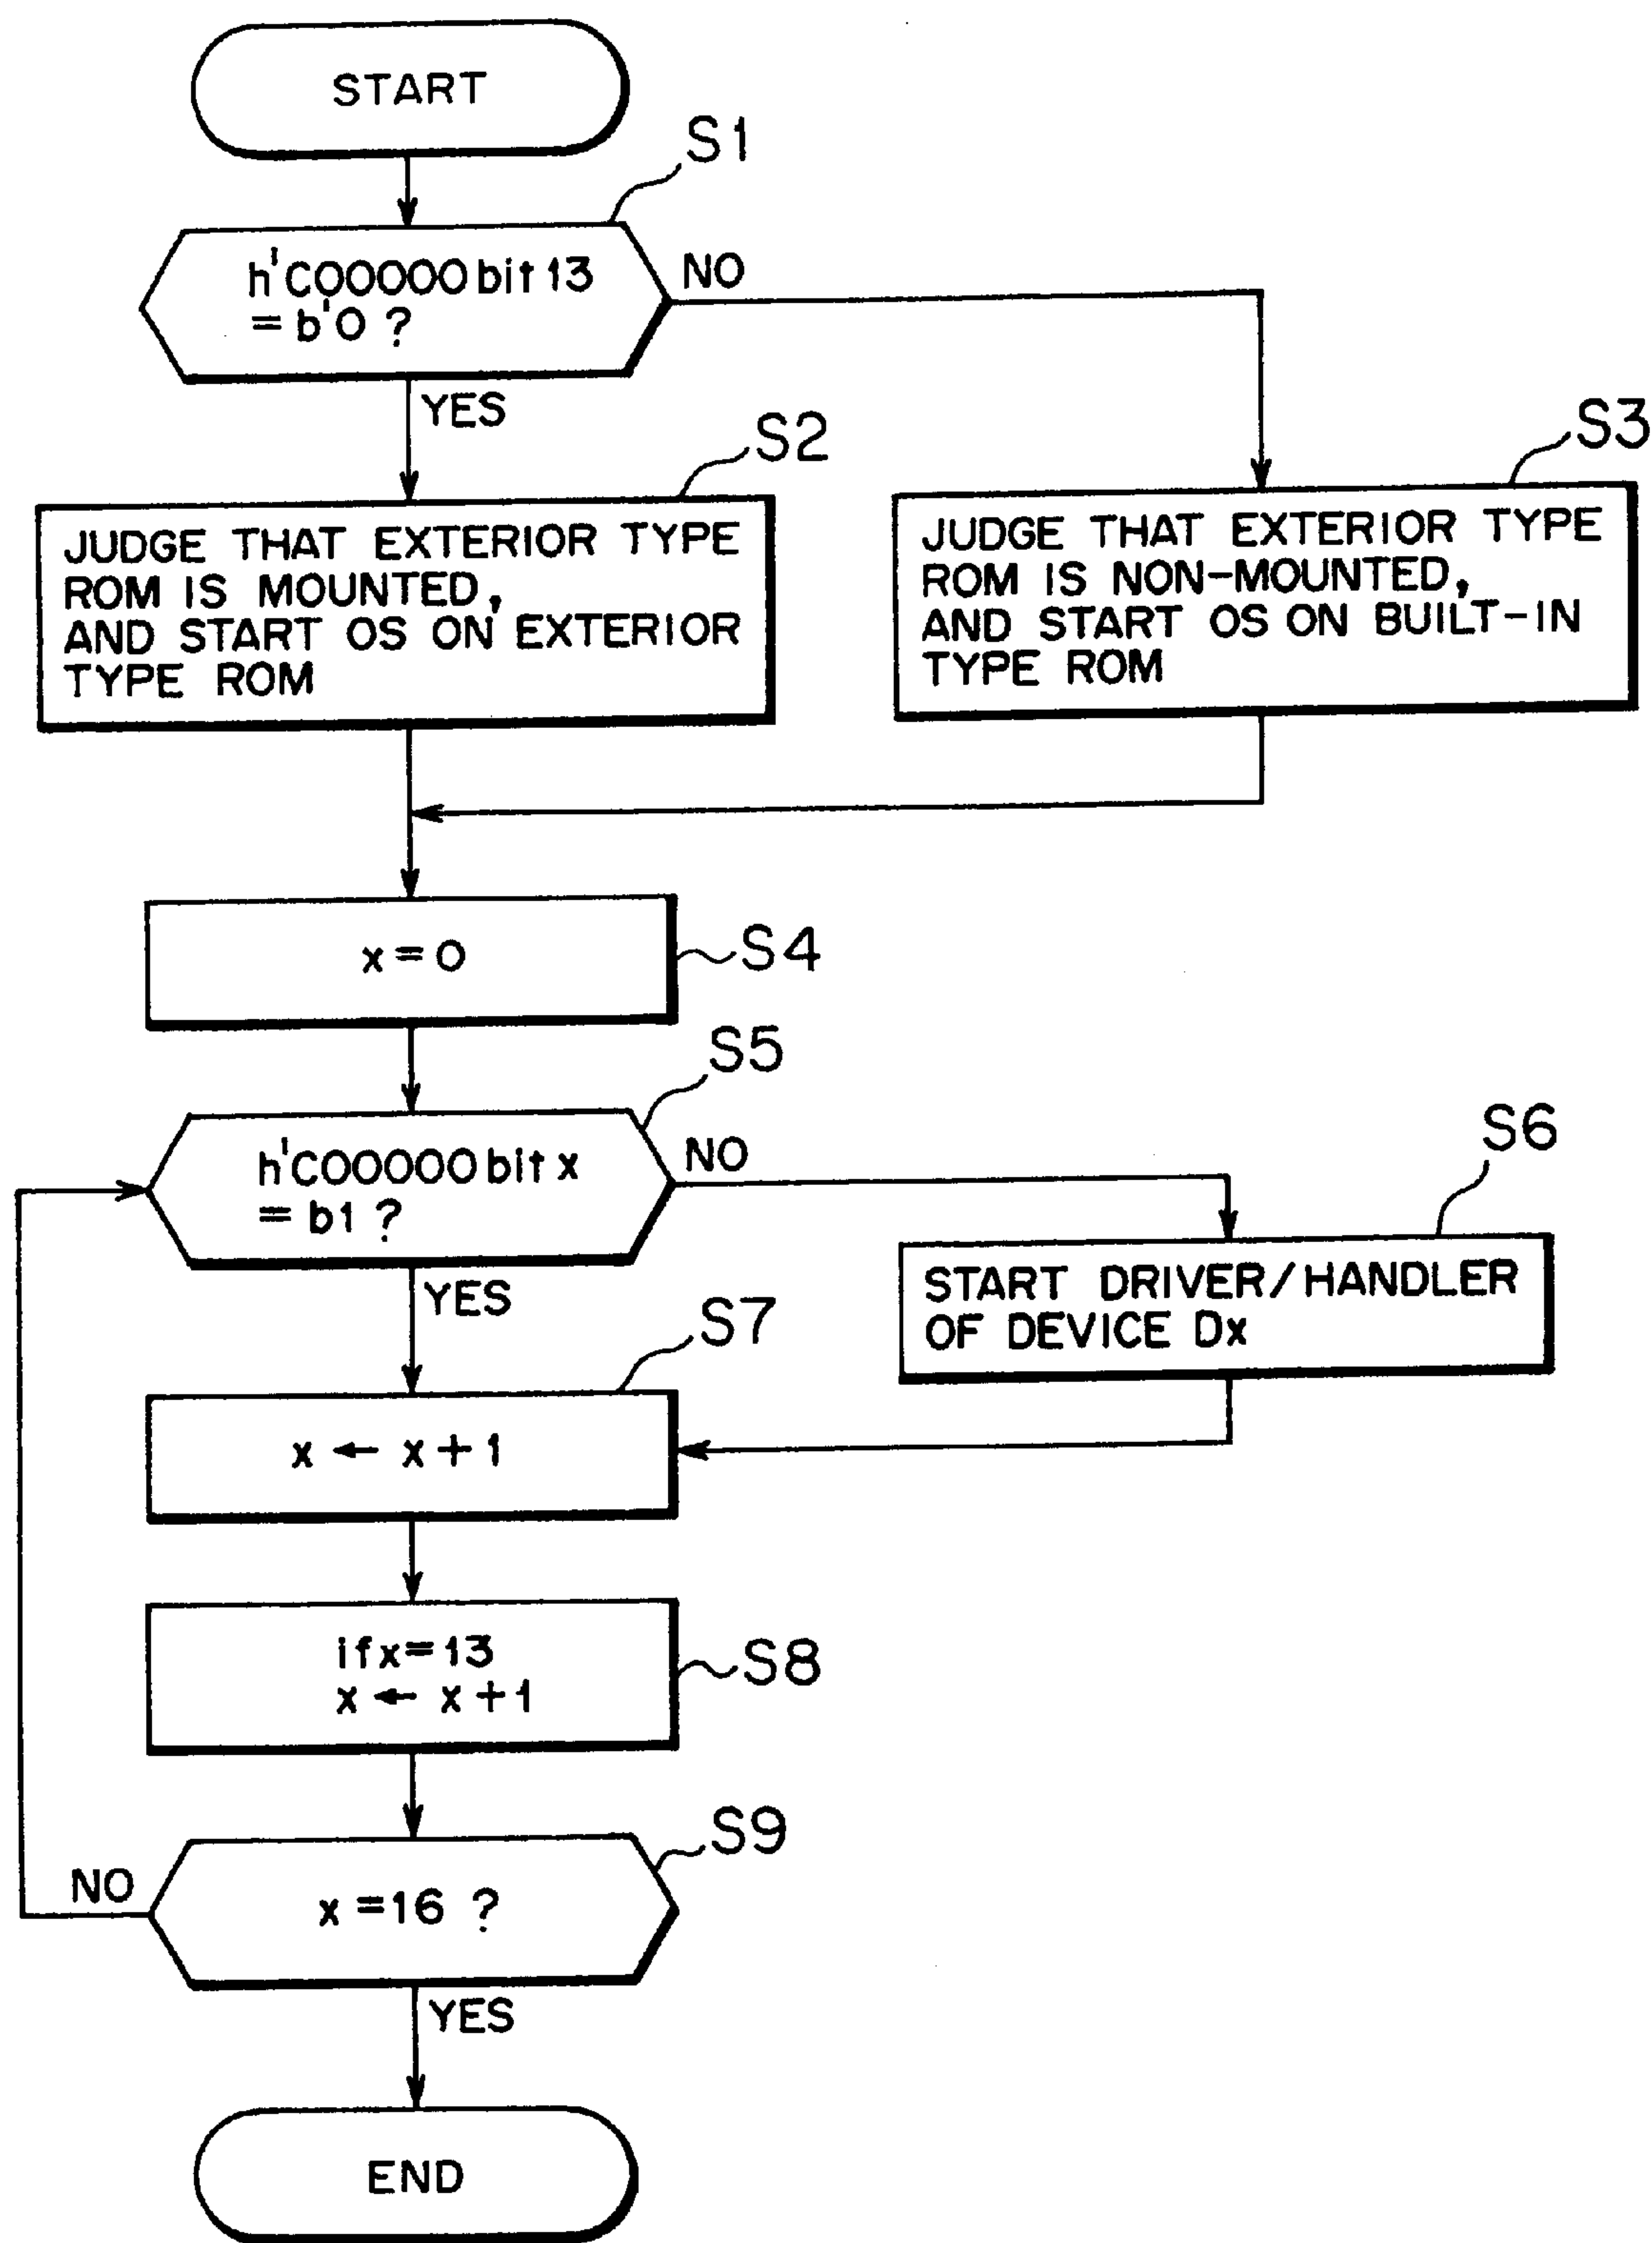 START
S1
h'C00000 bit 13
= b'0 ?
NO
YES
S2
JUDGE THAT EXTERIOR TYPE
ROM IS MOUNTED,
AND START OS ON EXTERIOR
TYPE ROM
S3
JUDGE THAT EXTERIOR TYPE
ROM IS NON-MOUNTED,
AND START OS ON BUILT-IN
TYPE ROM
x = 0
S4
S5
h'C00000 bit x
= b1 ?
NO
YES
S6
START DRIVER/HANDLER
OF DEVICE Dx
S7
x ← x + 1
if x = 13
x ← x + 1
S8
S9
x = 16 ?
NO
YES
END